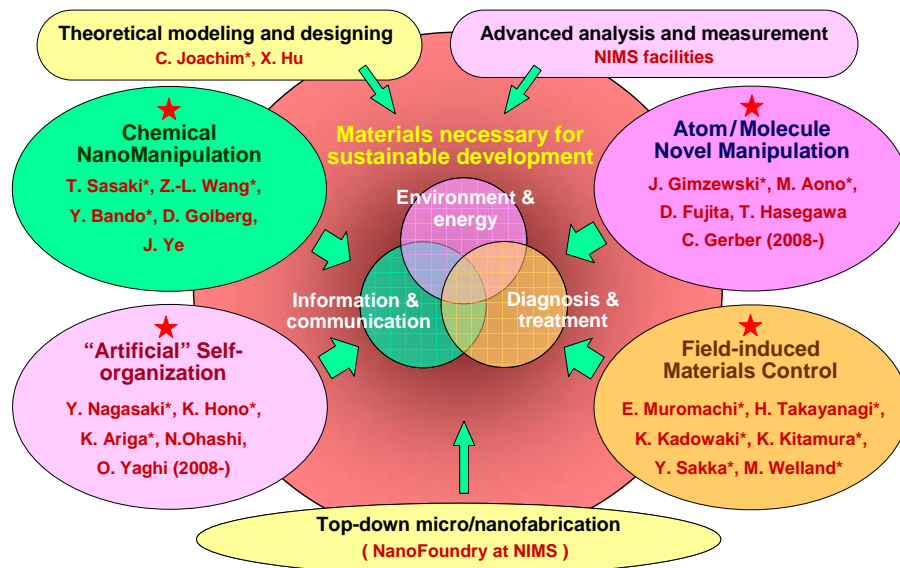 Theoretical modeling and designing
C. Joachim*, X. Hu
Advanced analysis and measurement
NIMS facilities
Chemical
NanoManipulation
T. Sasaki*, Z.-L. Wang*,
Y. Bando*, D. Golberg,
J. Ye
Materials necessary for
sustainable development
Atom/Molecule
Novel Manipulation
J. Gimzewski*, M. Aono*,
D. Fujita, T. Hasegawa
C. Gerber (2008-)
Environment &
energy
Information &
communication
Diagnosis &
treatment
“Artificial” Self-
organization
Y. Nagasaki*, K. Hono*,
K. Ariga*, N.Ohashi,
O. Yaghi (2008-)
Field-induced
Materials Control
E. Muromachi*, H. Takayanagi*,
K. Kadowaki*, K. Kitamura*,
Y. Sakka*, M. Welland*
Top-down micro/nanofabrication
( NanoFoundry at NIMS )